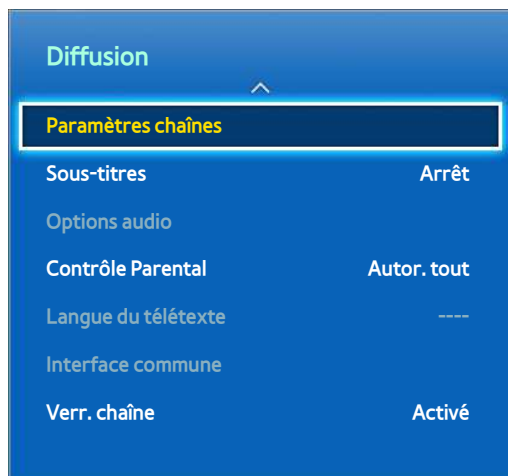 Diffusion
Paramètres chaînes
Sous-titres Arrêt
Options audio
Contrôle Parental Autor. tout
Langue du télétexte ----
Interface commune
Verr. chaîne Activé